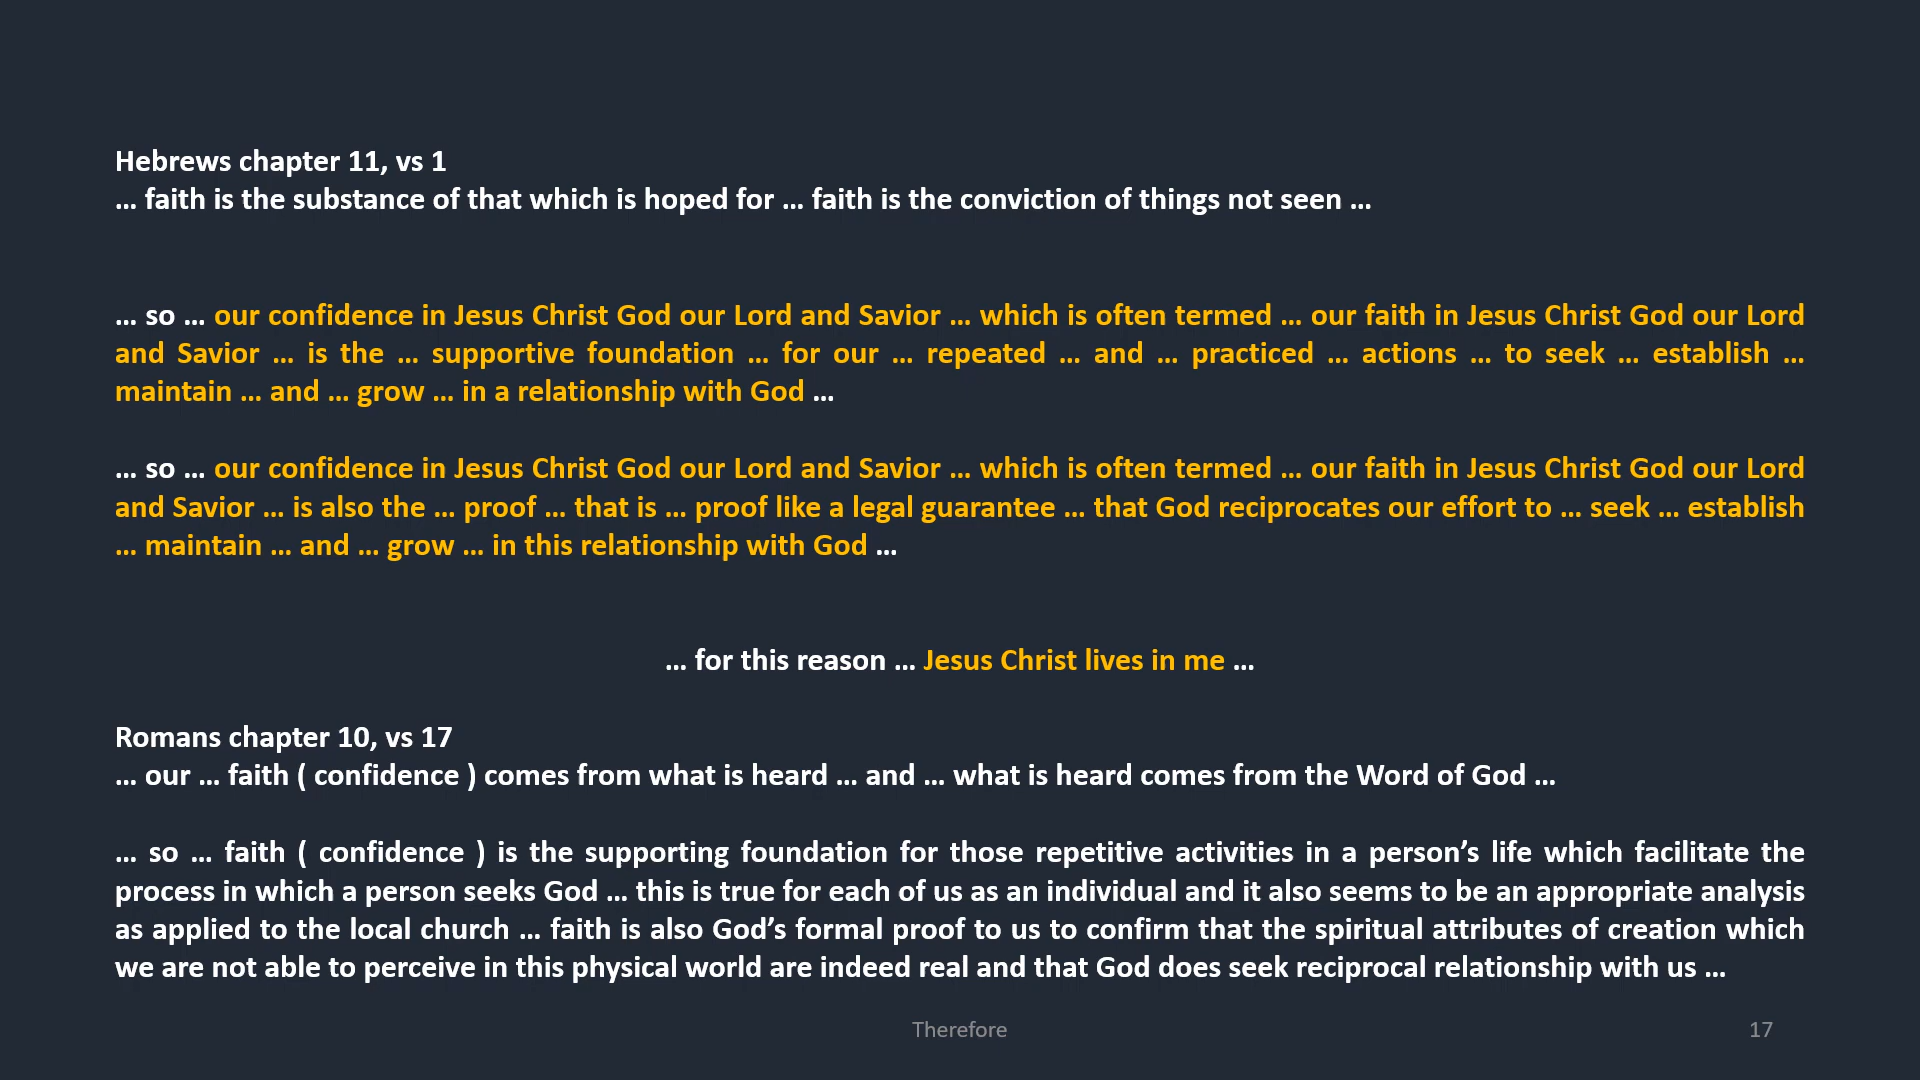 Hebrews chapter 11, vs 1
… faith is the substance of that which is hoped for … faith is the conviction of things not seen …
… so … our confidence in Jesus Christ God our Lord and Savior … which is often termed … our faith in Jesus Christ God our Lord
and Savior … is the … supportive foundation … for our … repeated … and … practiced … actions … to seek … establish …
maintain … and … grow … in a relationship with God …
… so … our confidence in Jesus Christ God our Lord and Savior … which is often termed … our faith in Jesus Christ God our Lord
and Savior … is also the … proof … that is … proof like a legal guarantee … that God reciprocates our effort to … seek … establish
… maintain … and … grow … in this relationship with God …
… for this reason … Jesus Christ lives in me …
Romans chapter 10, vs 17
… our … faith ( confidence ) comes from what is heard … and … what is heard comes from the Word of God …
… so … faith ( confidence ) is the supporting foundation for those repetitive activities in a person’s life which facilitate the
process in which a person seeks God … this is true for each of us as an individual and it also seems to be an appropriate analysis
as applied to the local church … faith is also God’s formal proof to us to confirm that the spiritual attributes of creation which
we are not able to perceive in this physical world are indeed real and that God does seek reciprocal relationship with us …
Therefore
17